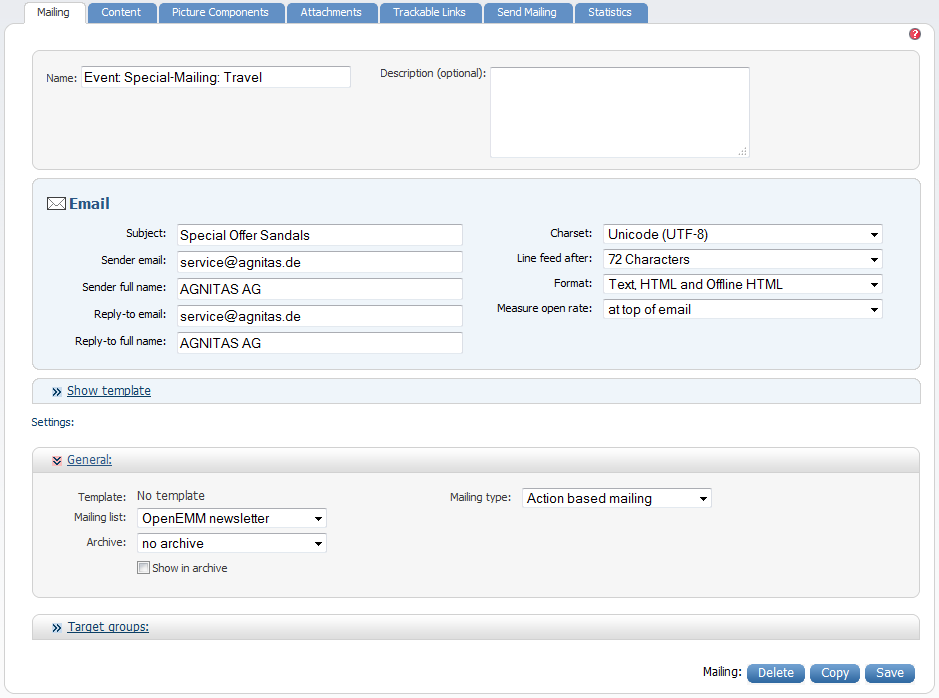 Mailing Content Picture Components Attachments Trackable Links Send Mailing Statistics
?
Name: Event: Special-Mailing: Travel Description (optional):
Email
Subject: Special Offer Sandals Charset: Unicode (UTF-8)
Sender email: service@agnitas.de Line feed after: 72 Characters
Sender full name: AGNITAS AG Format: Text, HTML and Offline HTML
Reply-to email: service@agnitas.de Measure open rate: at top of email
Reply-to full name: AGNITAS AG
Show template
Settings:
General:
Template: No template Mailing type: Action based mailing
Mailing list: OpenEMM newsletter
Archive: no archive
Show in archive
Target groups:
Mailing: Delete Copy Save